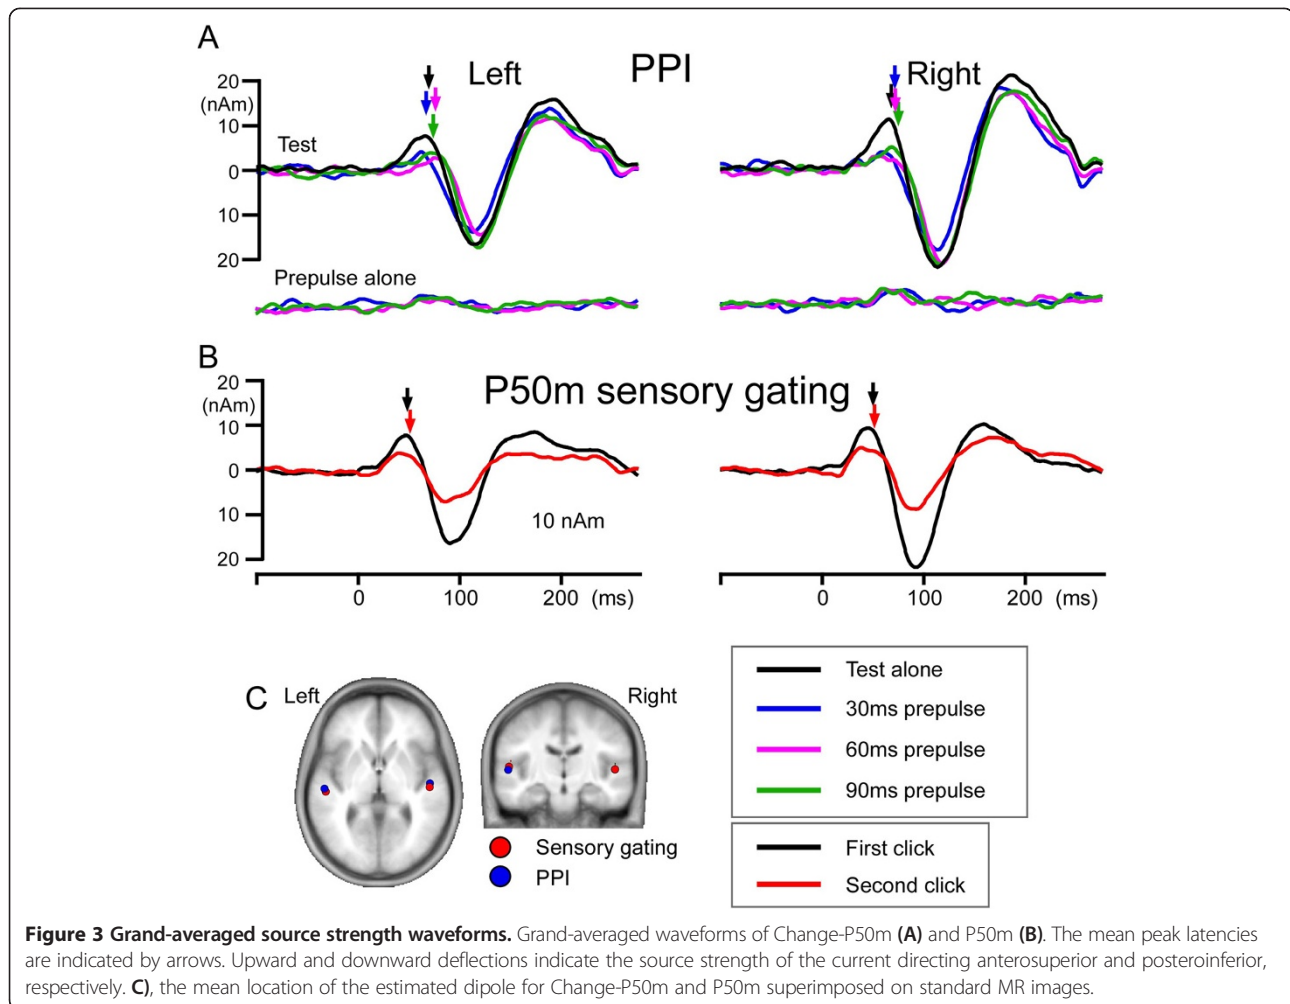 A
PPI
Left
Right
20
(nAm)
10
Test
0
10
20
Prepulse alone
B
P50m sensory gating
20
(nAm)
10
0
10
20
10 nAm
0 100 200 (ms)
0 100 200 (ms)
C
Left
Right
Sensory gating
PPI
Test alone
30ms prepulse
60ms prepulse
90ms prepulse
First click
Second click
Figure 3 Grand-averaged source strength waveforms. Grand-averaged waveforms of Change-P50m (A) and P50m (B). The mean peak latencies
are indicated by arrows. Upward and downward deflections indicate the source strength of the current directing anterosuperior and posteroinferior,
respectively. C), the mean location of the estimated dipole for Change-P50m and P50m superimposed on standard MR images.